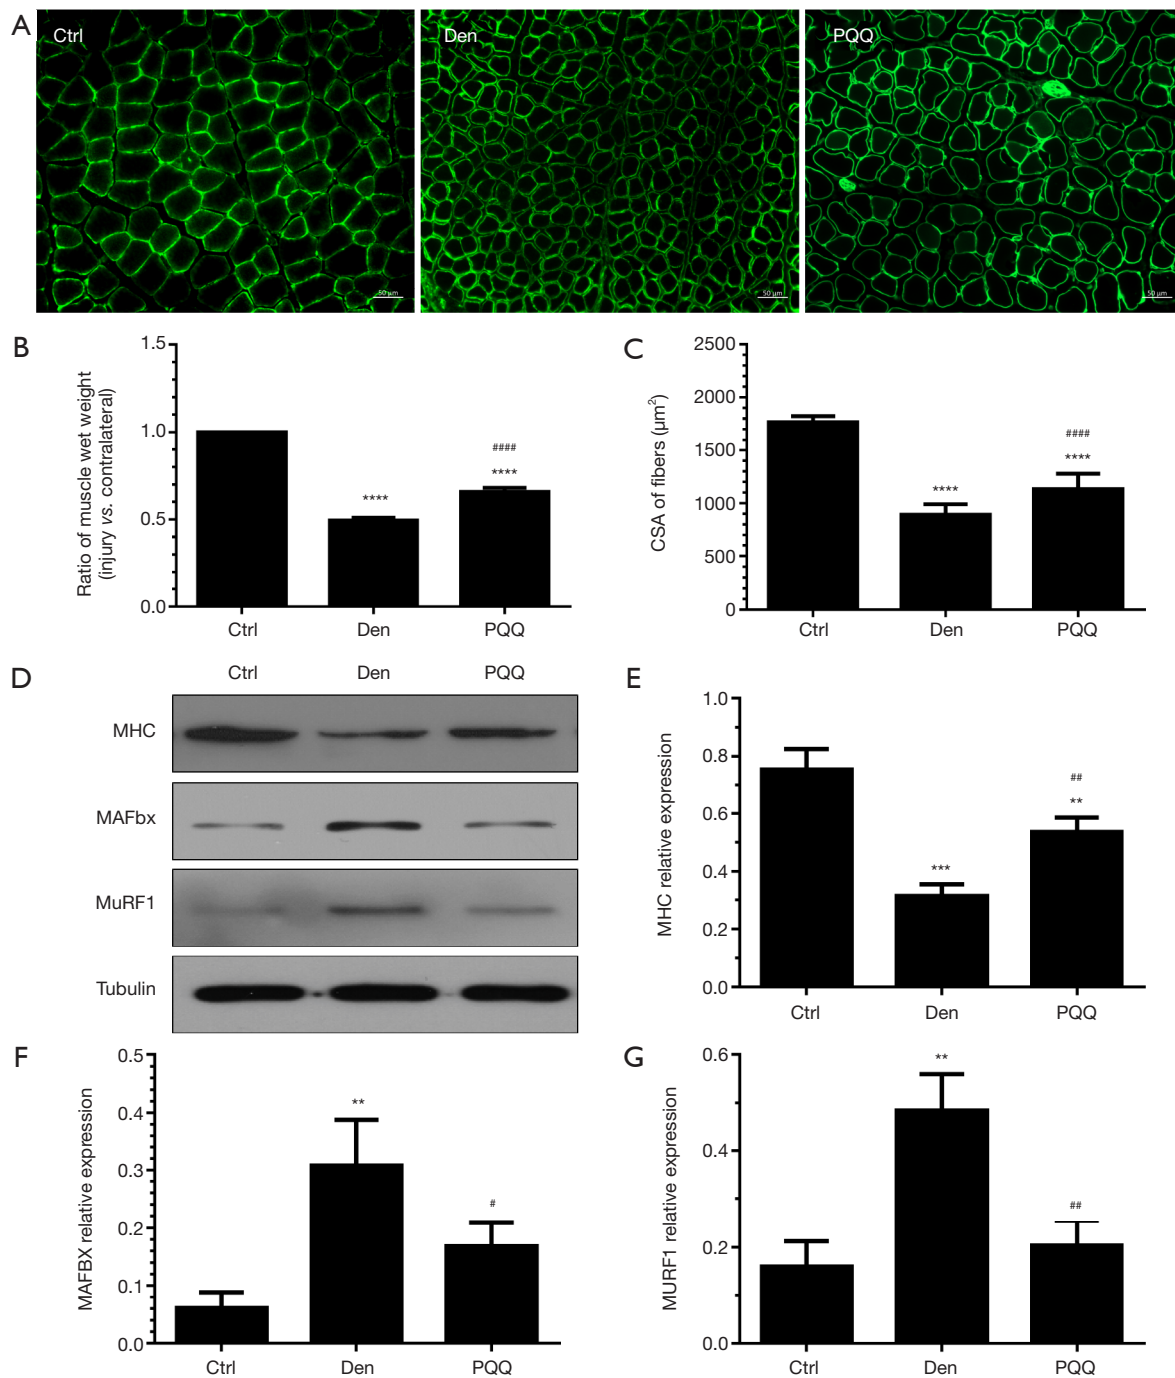 A
Ctrl
Den
PQQ
50 µm
50 µm
50 µm
B
Ratio of muscle wet weight
(injury vs. contralateral)
1.5
1.0
0.5
0.0
****
####
****
Ctrl
Den
PQQ
C
CSA of fibers (µm²)
2500
2000
1500
1000
500
0
****
####
****
Ctrl
Den
PQQ
D
Ctrl
Den
PQQ
MHC
MAFbx
MuRF1
Tubulin
E
MHC relative expression
1.0
0.8
0.6
0.4
0.2
0.0
***
##
**
Ctrl
Den
PQQ
F
MAFBX relative expression
0.5
0.4
0.3
0.2
0.1
0.0
**
#
Ctrl
Den
PQQ
G
MURF1 relative expression
0.6
0.4
0.2
0.0
**
##
Ctrl
Den
PQQ